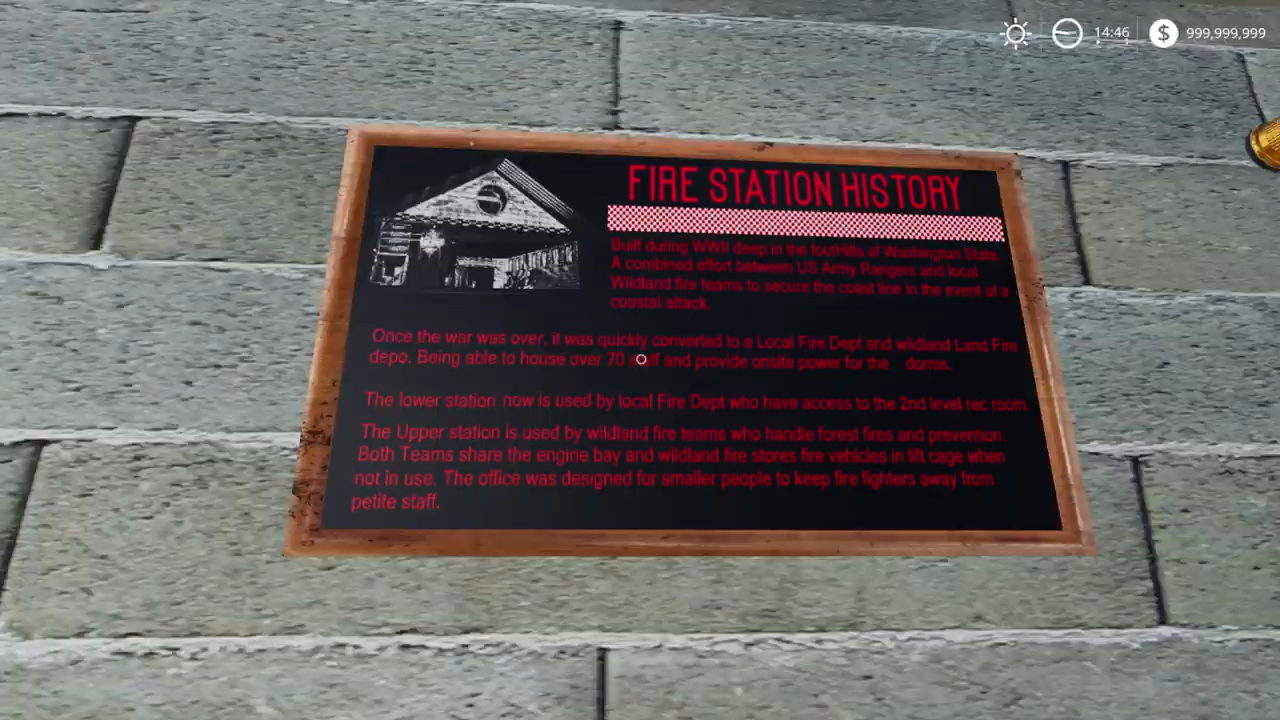 14:46
$ 999,999,999
FIRE STATION HISTORY
Built during WWII deep in the footHills of Washington State.
A combined effort between US Army Rangers and local
Wildland fire teams to secure the coast line in the event of a
coastal attack.
Once the war was over, it was quickly converted to a Local Fire Dept and wildland Land Fire
depo. Being able to house over 70 staff and provide onsite power for the dorms.
The lower station now is used by local Fire Dept who have access to the 2nd level rec room.
The Upper station is used by wildland fire teams who handle forest fires and prevention.
Both Teams share the engine bay and wildland fire stores fire vehicles in lift cage when
not in use. The office was designed for smaller people to keep fire fighters away from
petite staff.